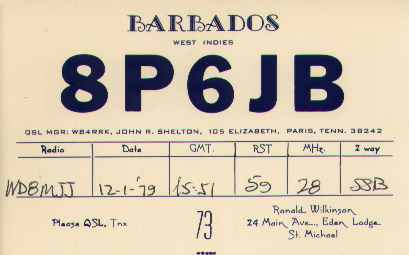 BARBADOS
WEST INDIES
8P6JB
QSL MGR: WB4RRK, JOHN R. SHELTON, 105 ELIZABETH, PARIS, TENN. 38242
Radio Date GMT. RST MHz. 2 way
WD8MJJ 12-1-'79 15-51 59 28 SSB
Please QSL, Tnx 73 Ronald Wilkinson
24 Main Ave., Eden Lodge
St. Michael